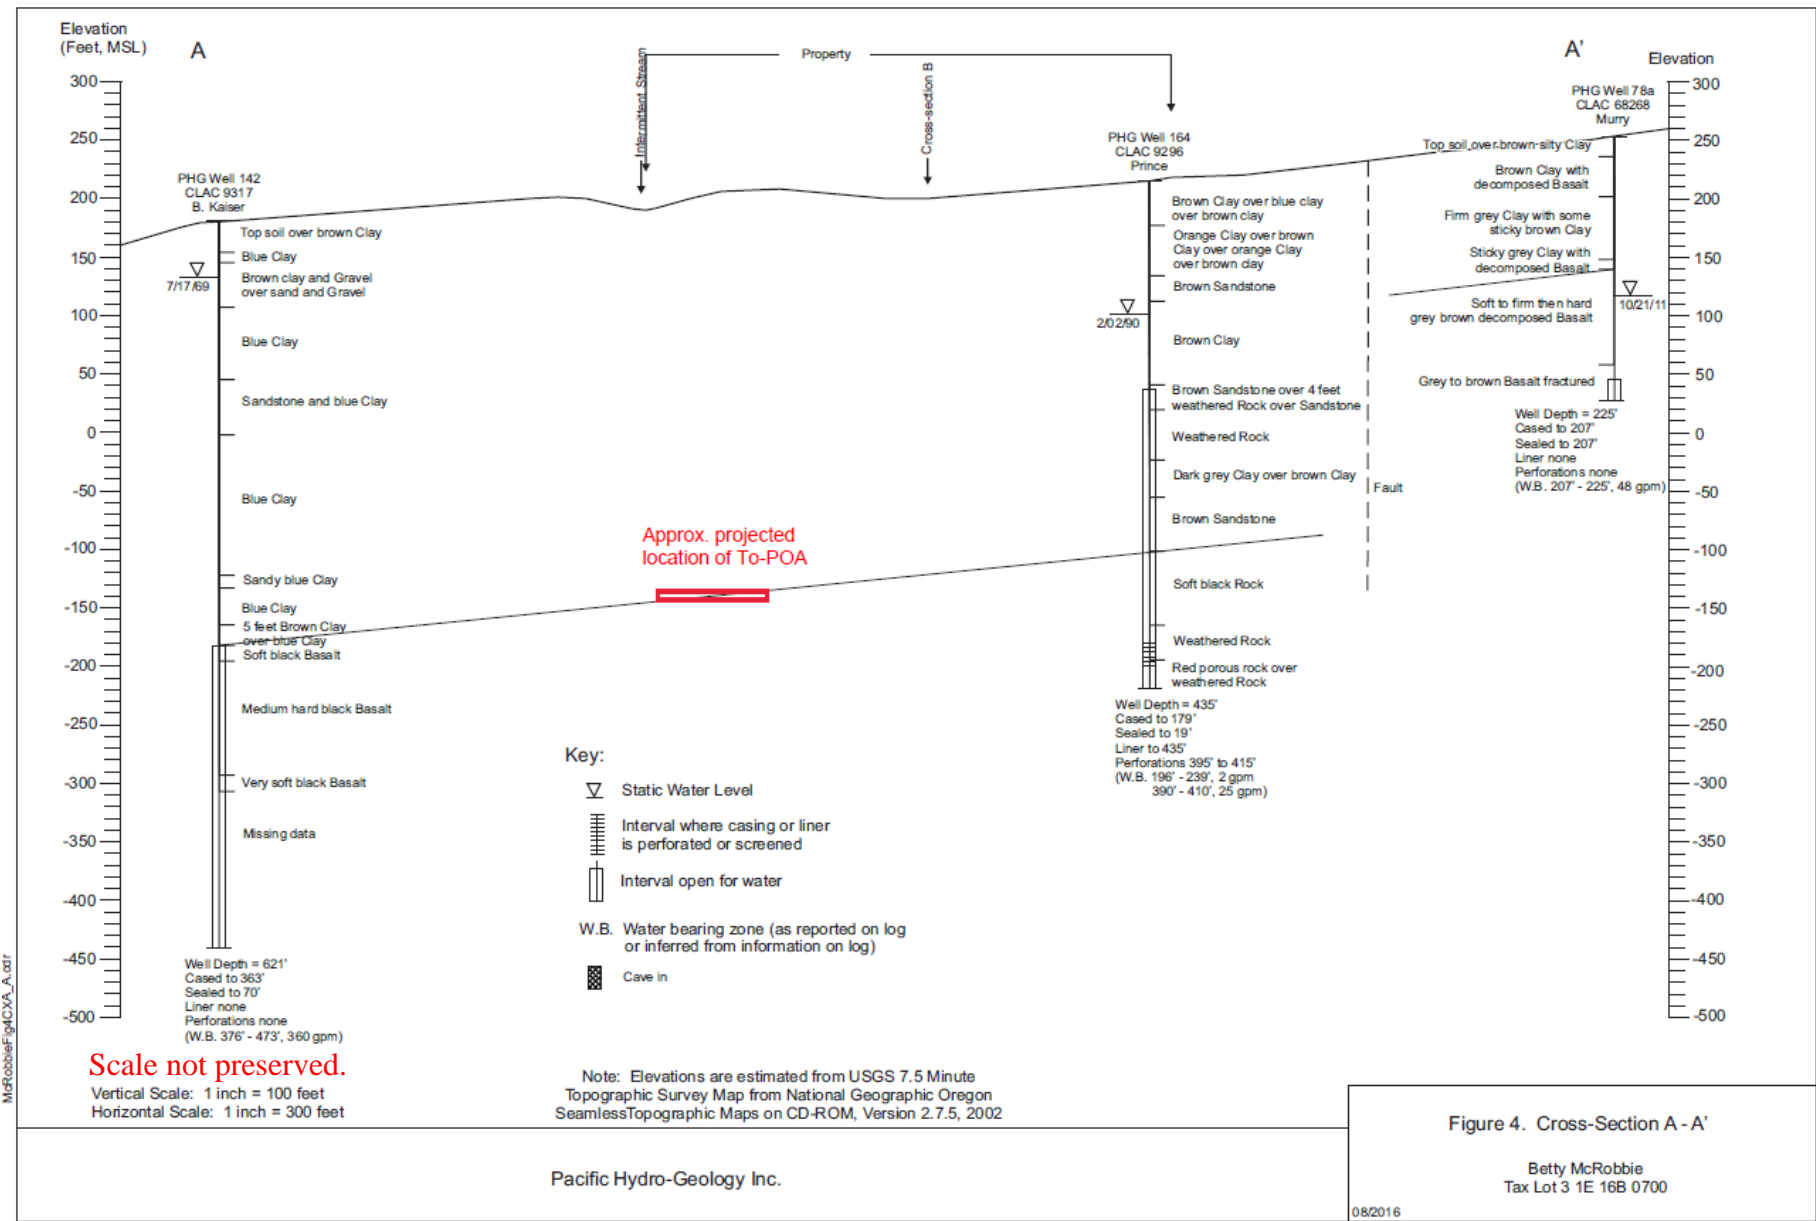 Elevation
(Feet, MSL)
A
Property
A'
Elevation
Intermittent Stream
Cross-section B
300
250
200
150
100
50
0
-50
-100
-150
-200
-250
-300
-350
-400
-450
-500
PHG Well 142
CLAC 9317
B. Kaiser
Top soil over brown Clay
Blue Clay
7/17/69
Brown clay and Gravel
over sand and Gravel
Blue Clay
Sandstone and blue Clay
Blue Clay
Sandy blue Clay
Blue Clay
5 feet Brown Clay
over blue Clay
Soft black Basalt
Medium hard black Basalt
Very soft black Basalt
Missing data
Well Depth = 621'
Cased to 363'
Sealed to 70'
Liner none
Perforations none
(W.B. 376' - 473', 360 gpm)
Approx. projected
location of To-POA
PHG Well 164
CLAC 9296
Prince
Brown Clay over blue clay
over brown clay
Orange Clay over brown
Clay over orange Clay
over brown clay
Brown Sandstone
2/02/90
Brown Clay
Brown Sandstone over 4 feet
weathered Rock over Sandstone
Weathered Rock
Dark grey Clay over brown Clay
Brown Sandstone
Soft black Rock
Weathered Rock
Red porous rock over
weathered Rock
Well Depth = 435'
Cased to 179'
Sealed to 19'
Liner to 435'
Perforations 395' to 415'
(W.B. 196' - 239', 2 gpm
390' - 410', 25 gpm)
Fault
PHG Well 78a
CLAC 68268
Murry
Top soil over brown silty Clay
Brown Clay with
decomposed Basalt
Firm grey Clay with some
sticky brown Clay
Sticky grey Clay with
decomposed Basalt
10/21/11
Soft to firm then hard
grey brown decomposed Basalt
Grey to brown Basalt fractured
Well Depth = 225'
Cased to 207'
Sealed to 207'
Liner none
Perforations none
(W.B. 207' - 225', 48 gpm)
300
250
200
150
100
50
0
-50
-100
-150
-200
-250
-300
-350
-400
-450
-500
Key:
Static Water Level
Interval where casing or liner
is perforated or screened
Interval open for water
W.B. Water bearing zone (as reported on log
or inferred from information on log)
Cave in
Scale not preserved.
Vertical Scale: 1 inch = 100 feet
Horizontal Scale: 1 inch = 300 feet
Note: Elevations are estimated from USGS 7.5 Minute
Topographic Survey Map from National Geographic Oregon
SeamlessTopographic Maps on CD-ROM, Version 2.7.5, 2002
McRobbieFig4CXA_A.cdr
Pacific Hydro-Geology Inc.
Figure 4. Cross-Section A - A'
Betty McRobbie
Tax Lot 3 1E 16B 0700
08/2016